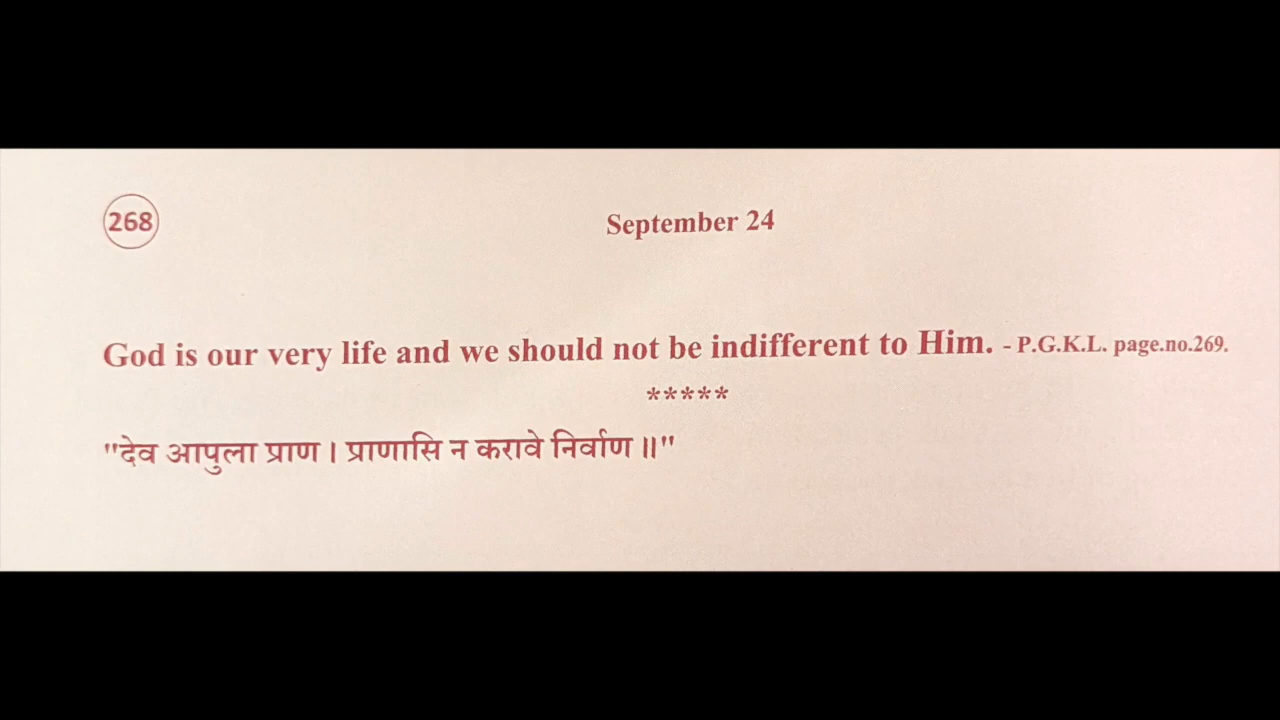 268
September 24
God is our very life and we should not be indifferent to Him. - P.G.K.L. page.no.269.
*****
"देव आपुला प्राण । प्राणासि न करावे निर्वाण ॥"